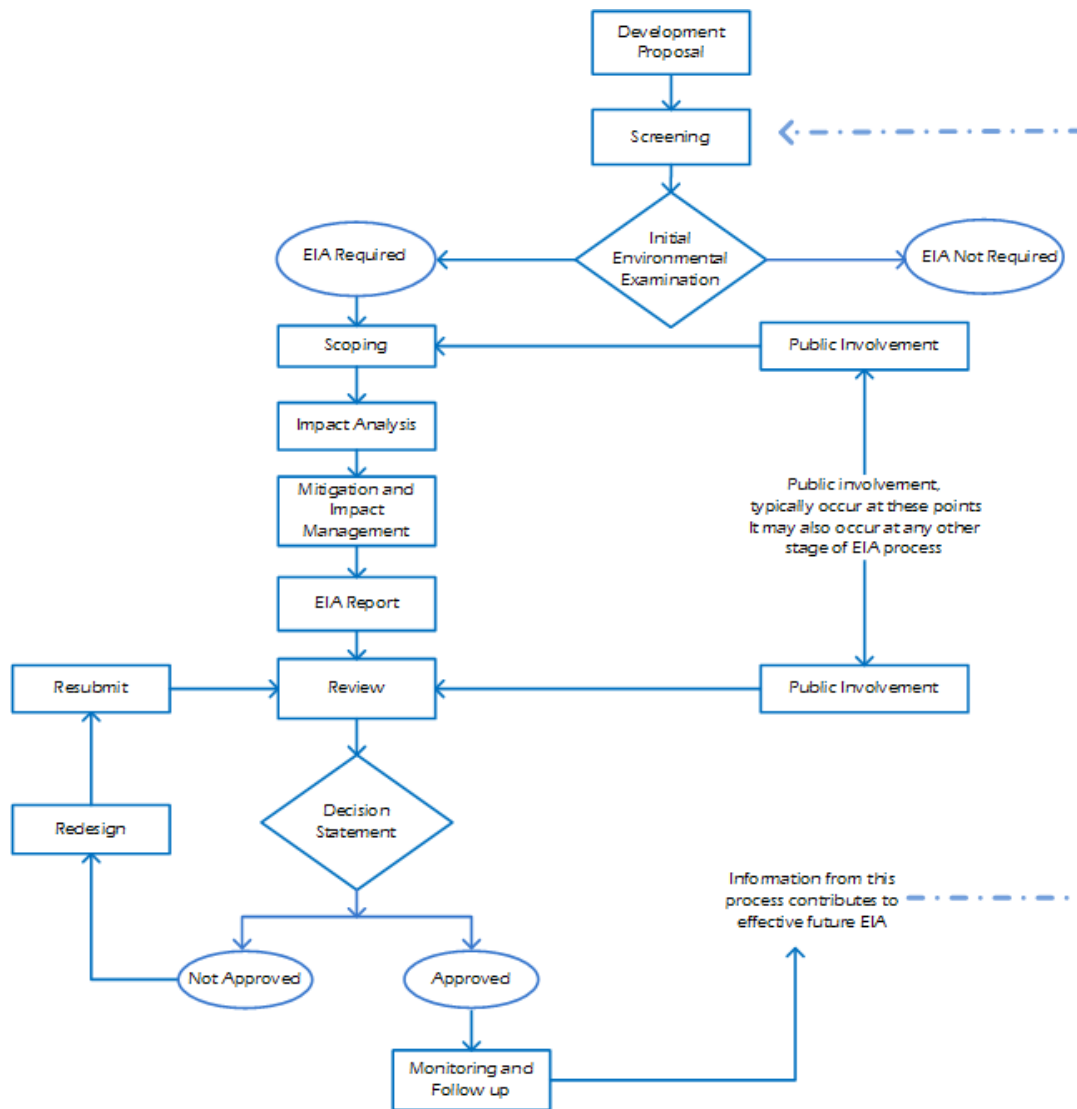 Development
Proposal
Screening
Initial
Environmental
Examination
EIA Required
EIA Not Required
Scoping
Public Involvement
Impact Analysis
Mitigation and
Impact
Management
Public involvement,
typically occur at these points
It may also occur at any other
stage of EIA process
EIA Report
Resubmit
Review
Public Involvement
Redesign
Decision
Statement
Information from this
process contributes to
effective future EIA
Not Approved
Approved
Monitoring and
Follow up